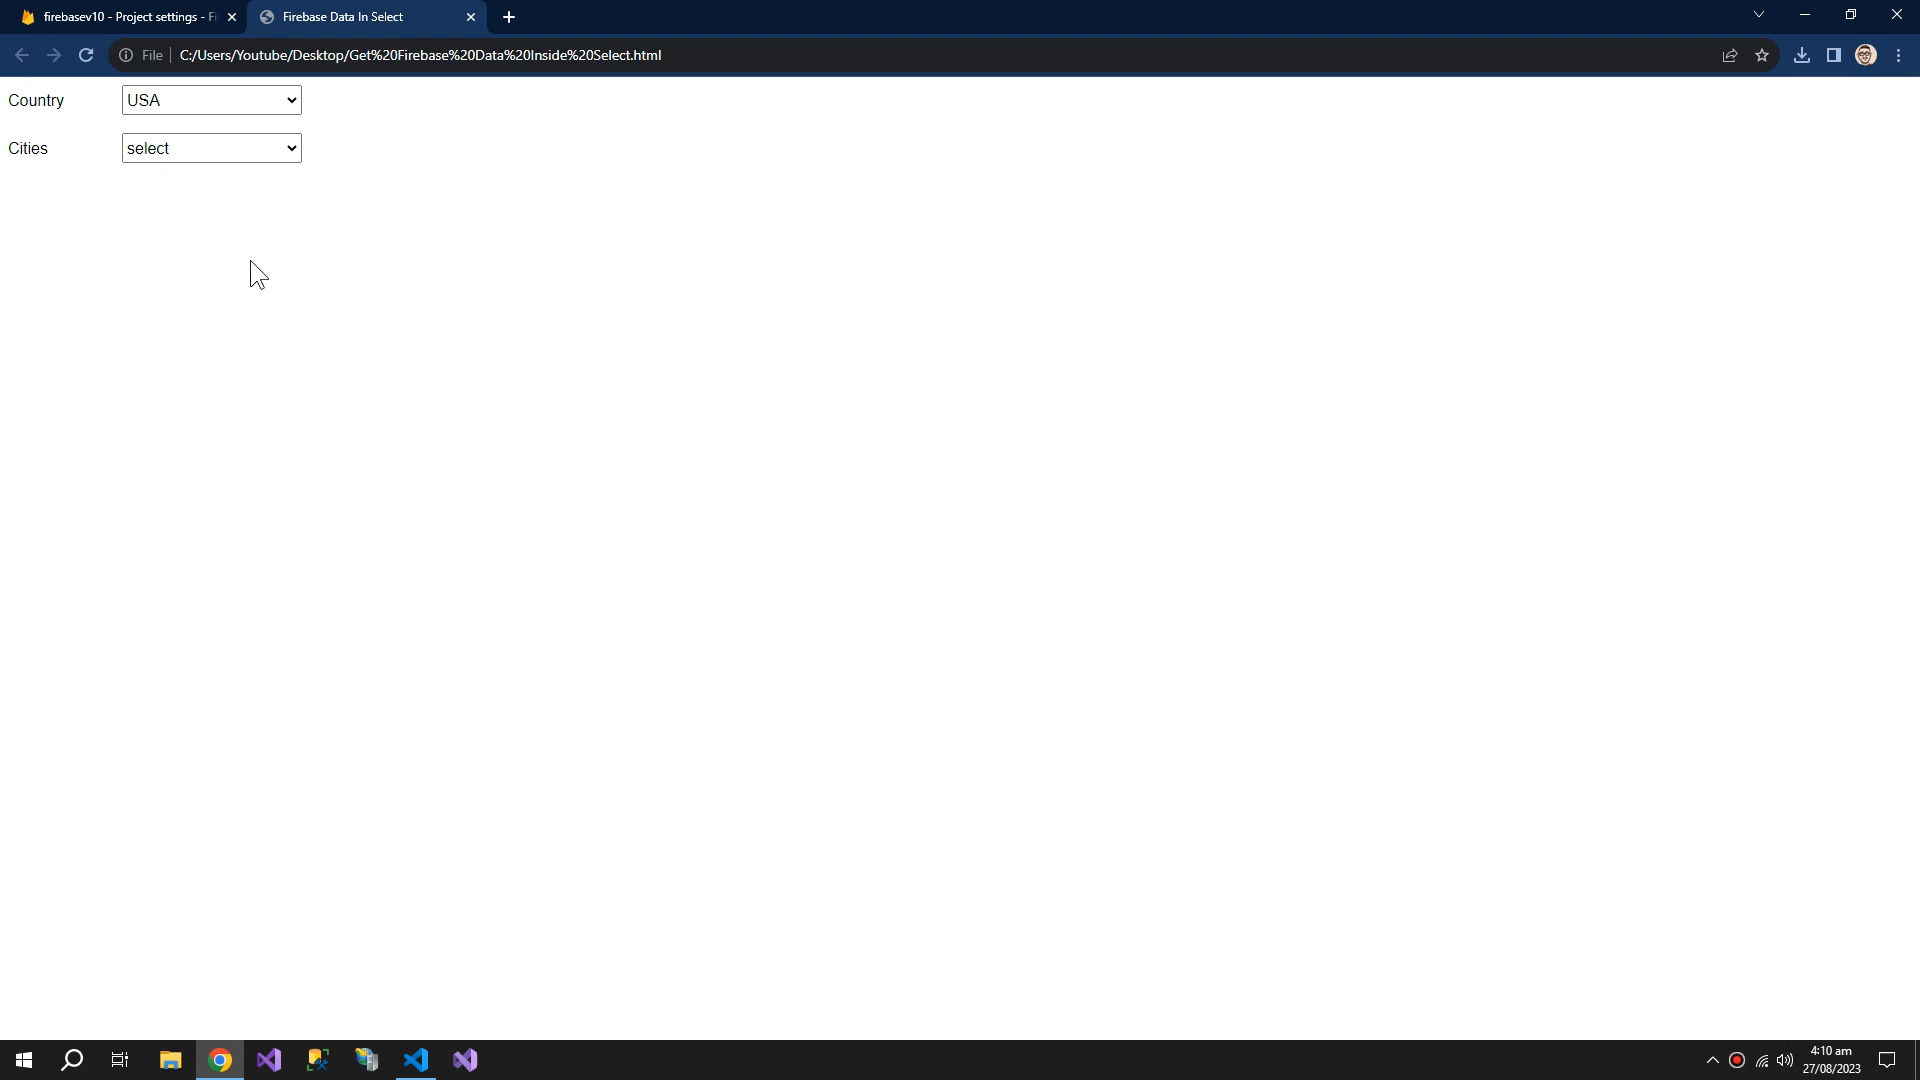 firebasev10 - Project settings - Fi
Firebase Data In Select
File
C:/Users/Youtube/Desktop/Get%20Firebase%20Data%20Inside%20Select.html
Country
USA
Cities
select
4:10 am
27/08/2023